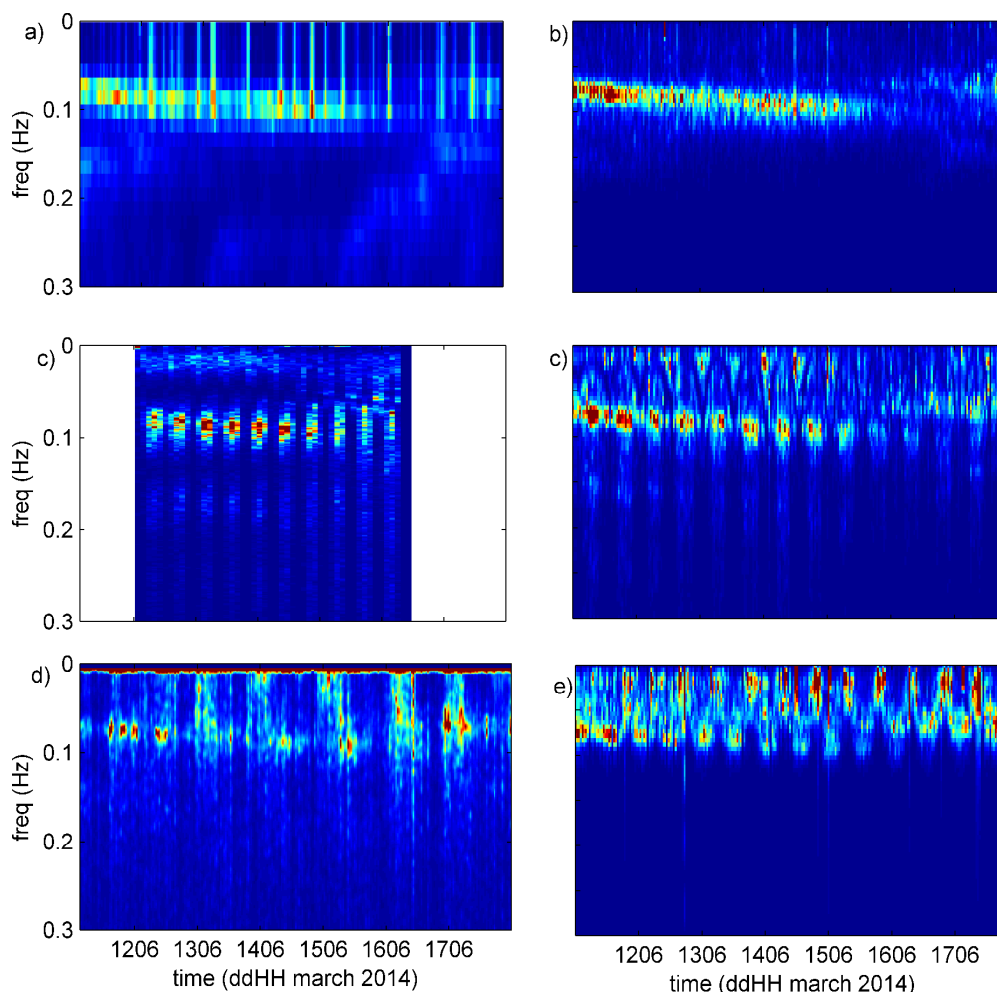 a)
0
0.1
0.2
0.3
freq (Hz)
b)
c)
0
0.1
0.2
0.3
freq (Hz)
c)
d)
0
0.1
0.2
0.3
freq (Hz)
1206 1306 1406 1506 1606 1706
time (ddHH march 2014)
e)
1206 1306 1406 1506 1606 1706
time (ddHH march 2014)